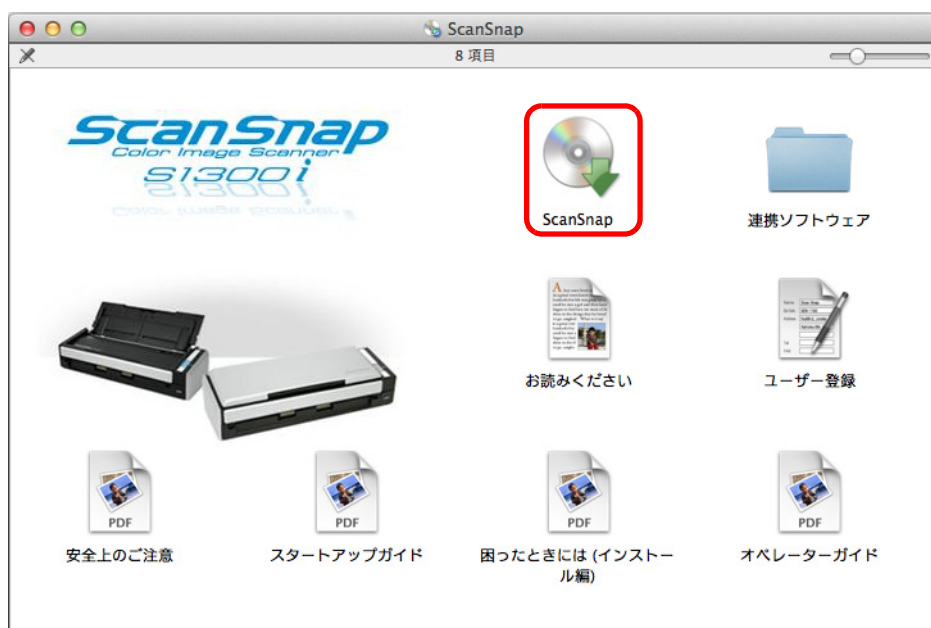 ScanSnap
8 項目
ScanSnap
Color Image Scanner
S1300i
ScanSnap
連携ソフトウェア
お読みください
ユーザー登録
PDF
PDF
PDF
PDF
安全上のご注意
スタートアップガイド
困ったときには (インストー
ル編)
オペレーターガイド